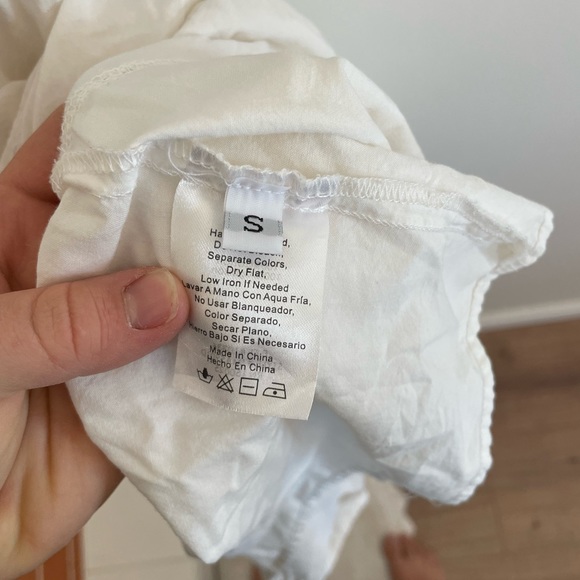 S
Separate Colors,
Dry Flat,
Low Iron If Needed
Lavar A Mano Con Aqua Fría,
No Usar Blanqueador,
Color Separado,
Secar Plano,
Bajo Si Es Necesario
Made In China
Hecho En China